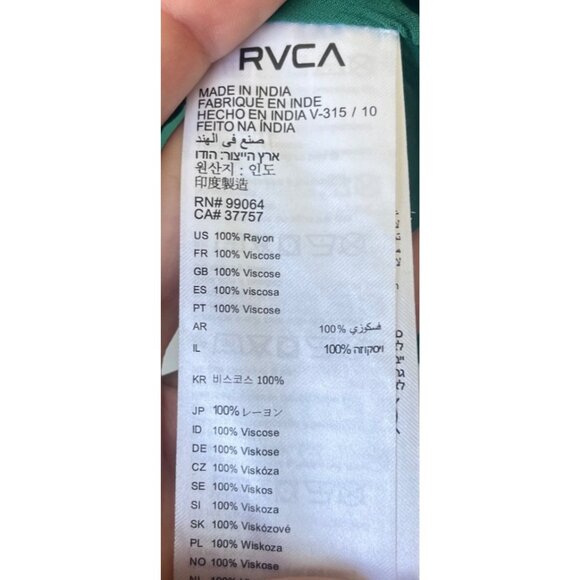 RVCA
MADE IN INDIA
FABRIQUÉ EN INDE
HECHO EN INDIA V-315 / 10
FEITO NA ÍNDIA
صنع في الهند
ארץ הייצור: הודו
원산지 : 인도
印度製造
RN# 99064
CA# 37757
US 100% Rayon
FR 100% Viscose
GB 100% Viscose
ES 100% viscosa
PT 100% Viscose
AR 100% فسكوزي
IL 100% ויסקוזה
KR 비스코스 100%
JP 100% レーヨン
ID 100% Viscose
DE 100% Viskose
CZ 100% Viskóza
SE 100% Viskos
SI 100% Viskoza
SK 100% Viskózové
PL 100% Wiskoza
NO 100% Viskose